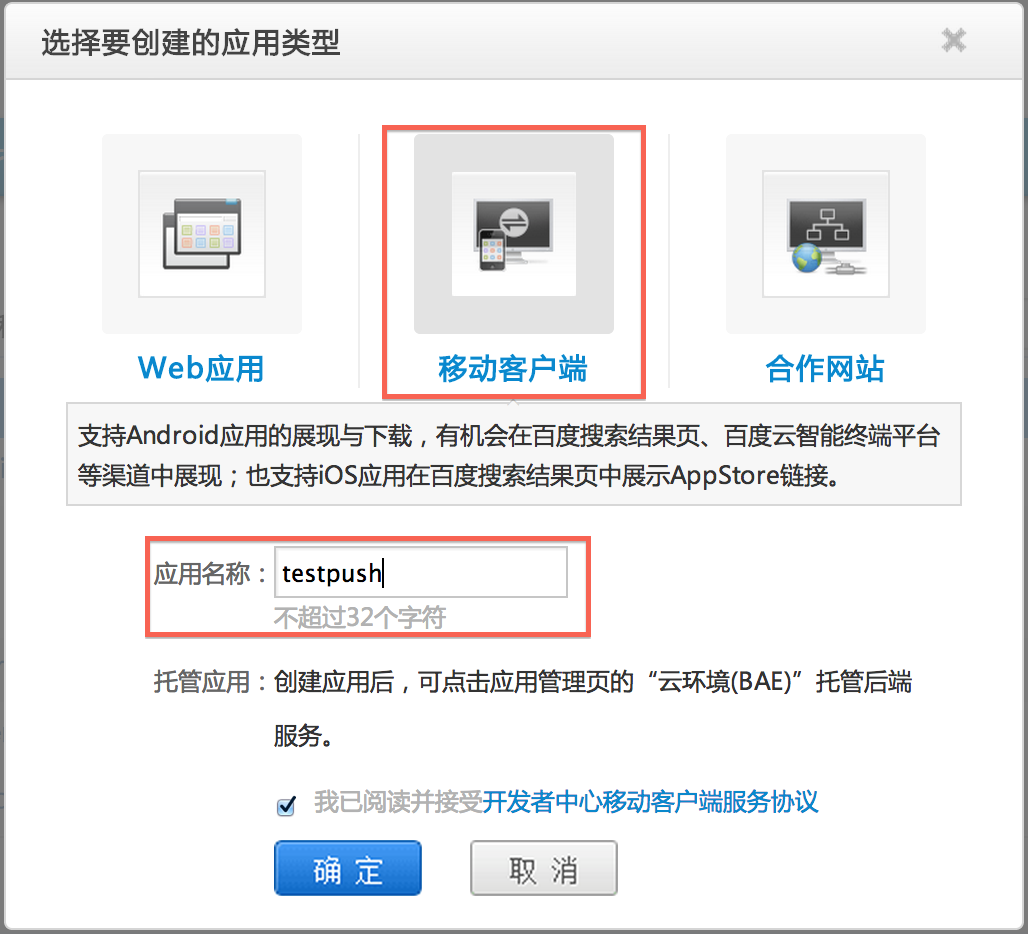 选择要创建的应用类型
Web应用
移动客户端
合作网站
支持Android应用的展现与下载，有机会在百度搜索结果页、百度云智能终端平台
等渠道中展现；也支持iOS应用在百度搜索结果页中展示AppStore链接。
应用名称：testpush
不超过32个字符
托管应用：创建应用后，可点击应用管理页的“云环境(BAE)”托管后端
服务。
我已阅读并接受开发者中心移动客户端服务协议
确 定
取 消